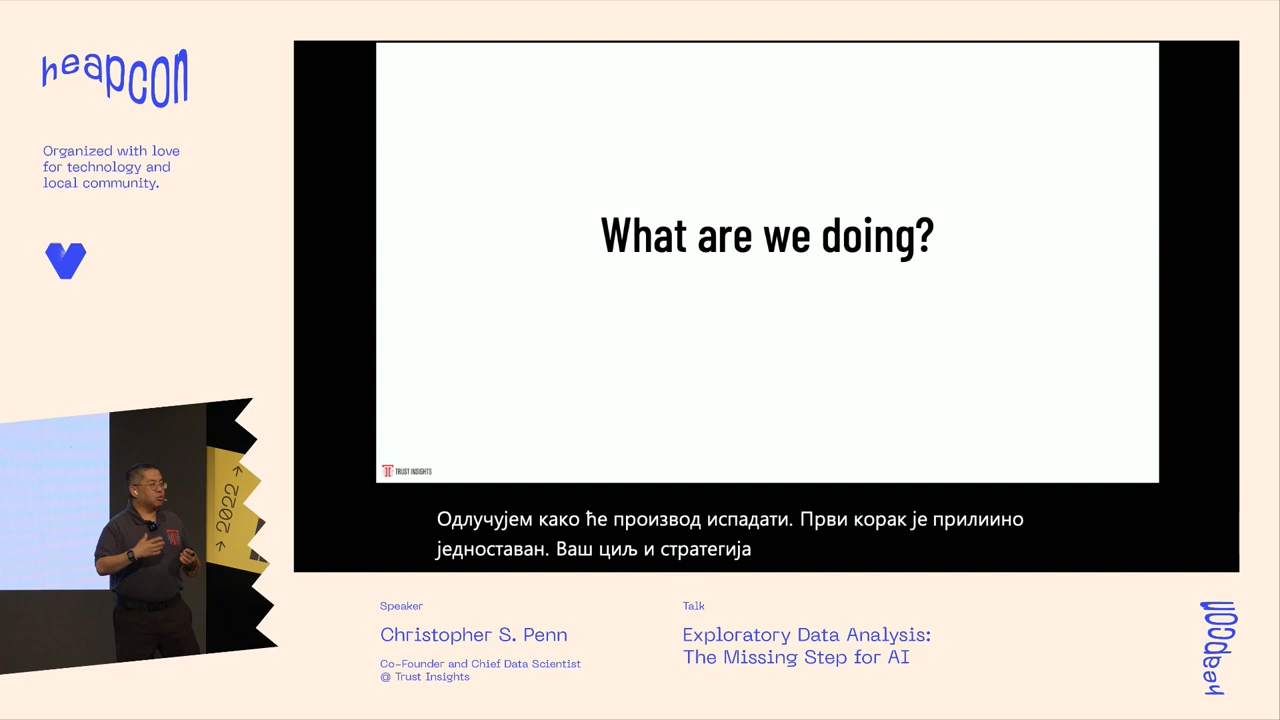 heapcon
Organized with love
for technology and
local community.
What are we doing?
TRUST INSIGHTS
Одлучујем како ће производ испадати. Први корак је прилиино
једноставан. Ваш циљ и стратегија
→ 2022 →
Speaker
Christopher S. Penn
Co-Founder and Chief Data Scientist
@ Trust Insights
Talk
Exploratory Data Analysis:
The Missing Step for AI
heapcon